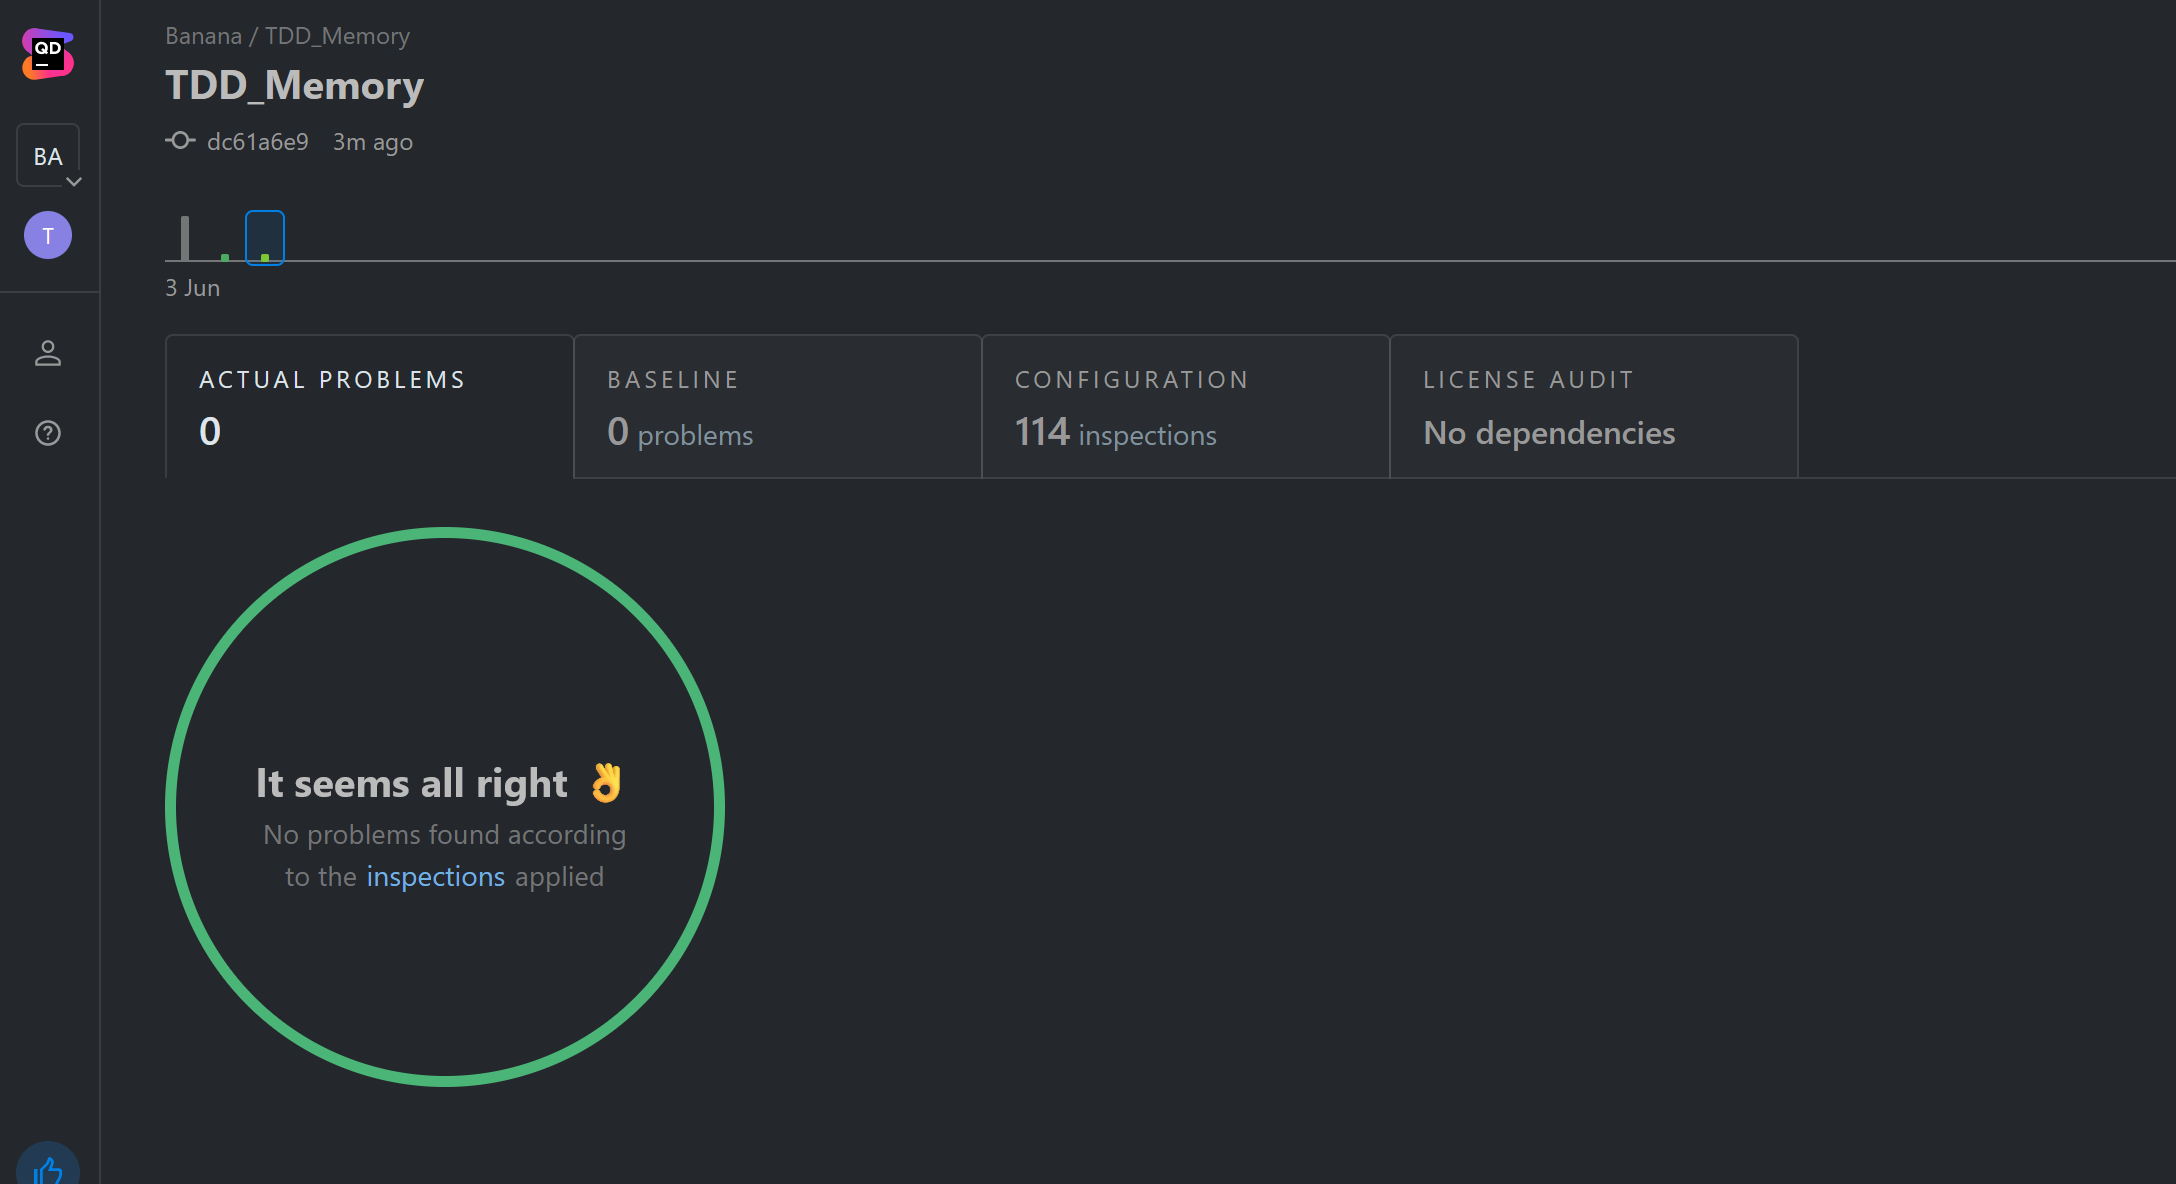 QD
BA
T
Banana / TDD_Memory
TDD_Memory
dc61a6e9 3m ago
3 Jun
ACTUAL PROBLEMS
0
BASELINE
0 problems
CONFIGURATION
114 inspections
LICENSE AUDIT
No dependencies
It seems all right 👌
No problems found according
to the inspections applied